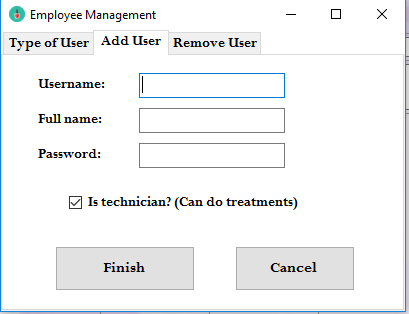 Employee Management
Type of User Add User Remove User
Username:
Full name:
Password:
Is technician? (Can do treatments)
Finish Cancel